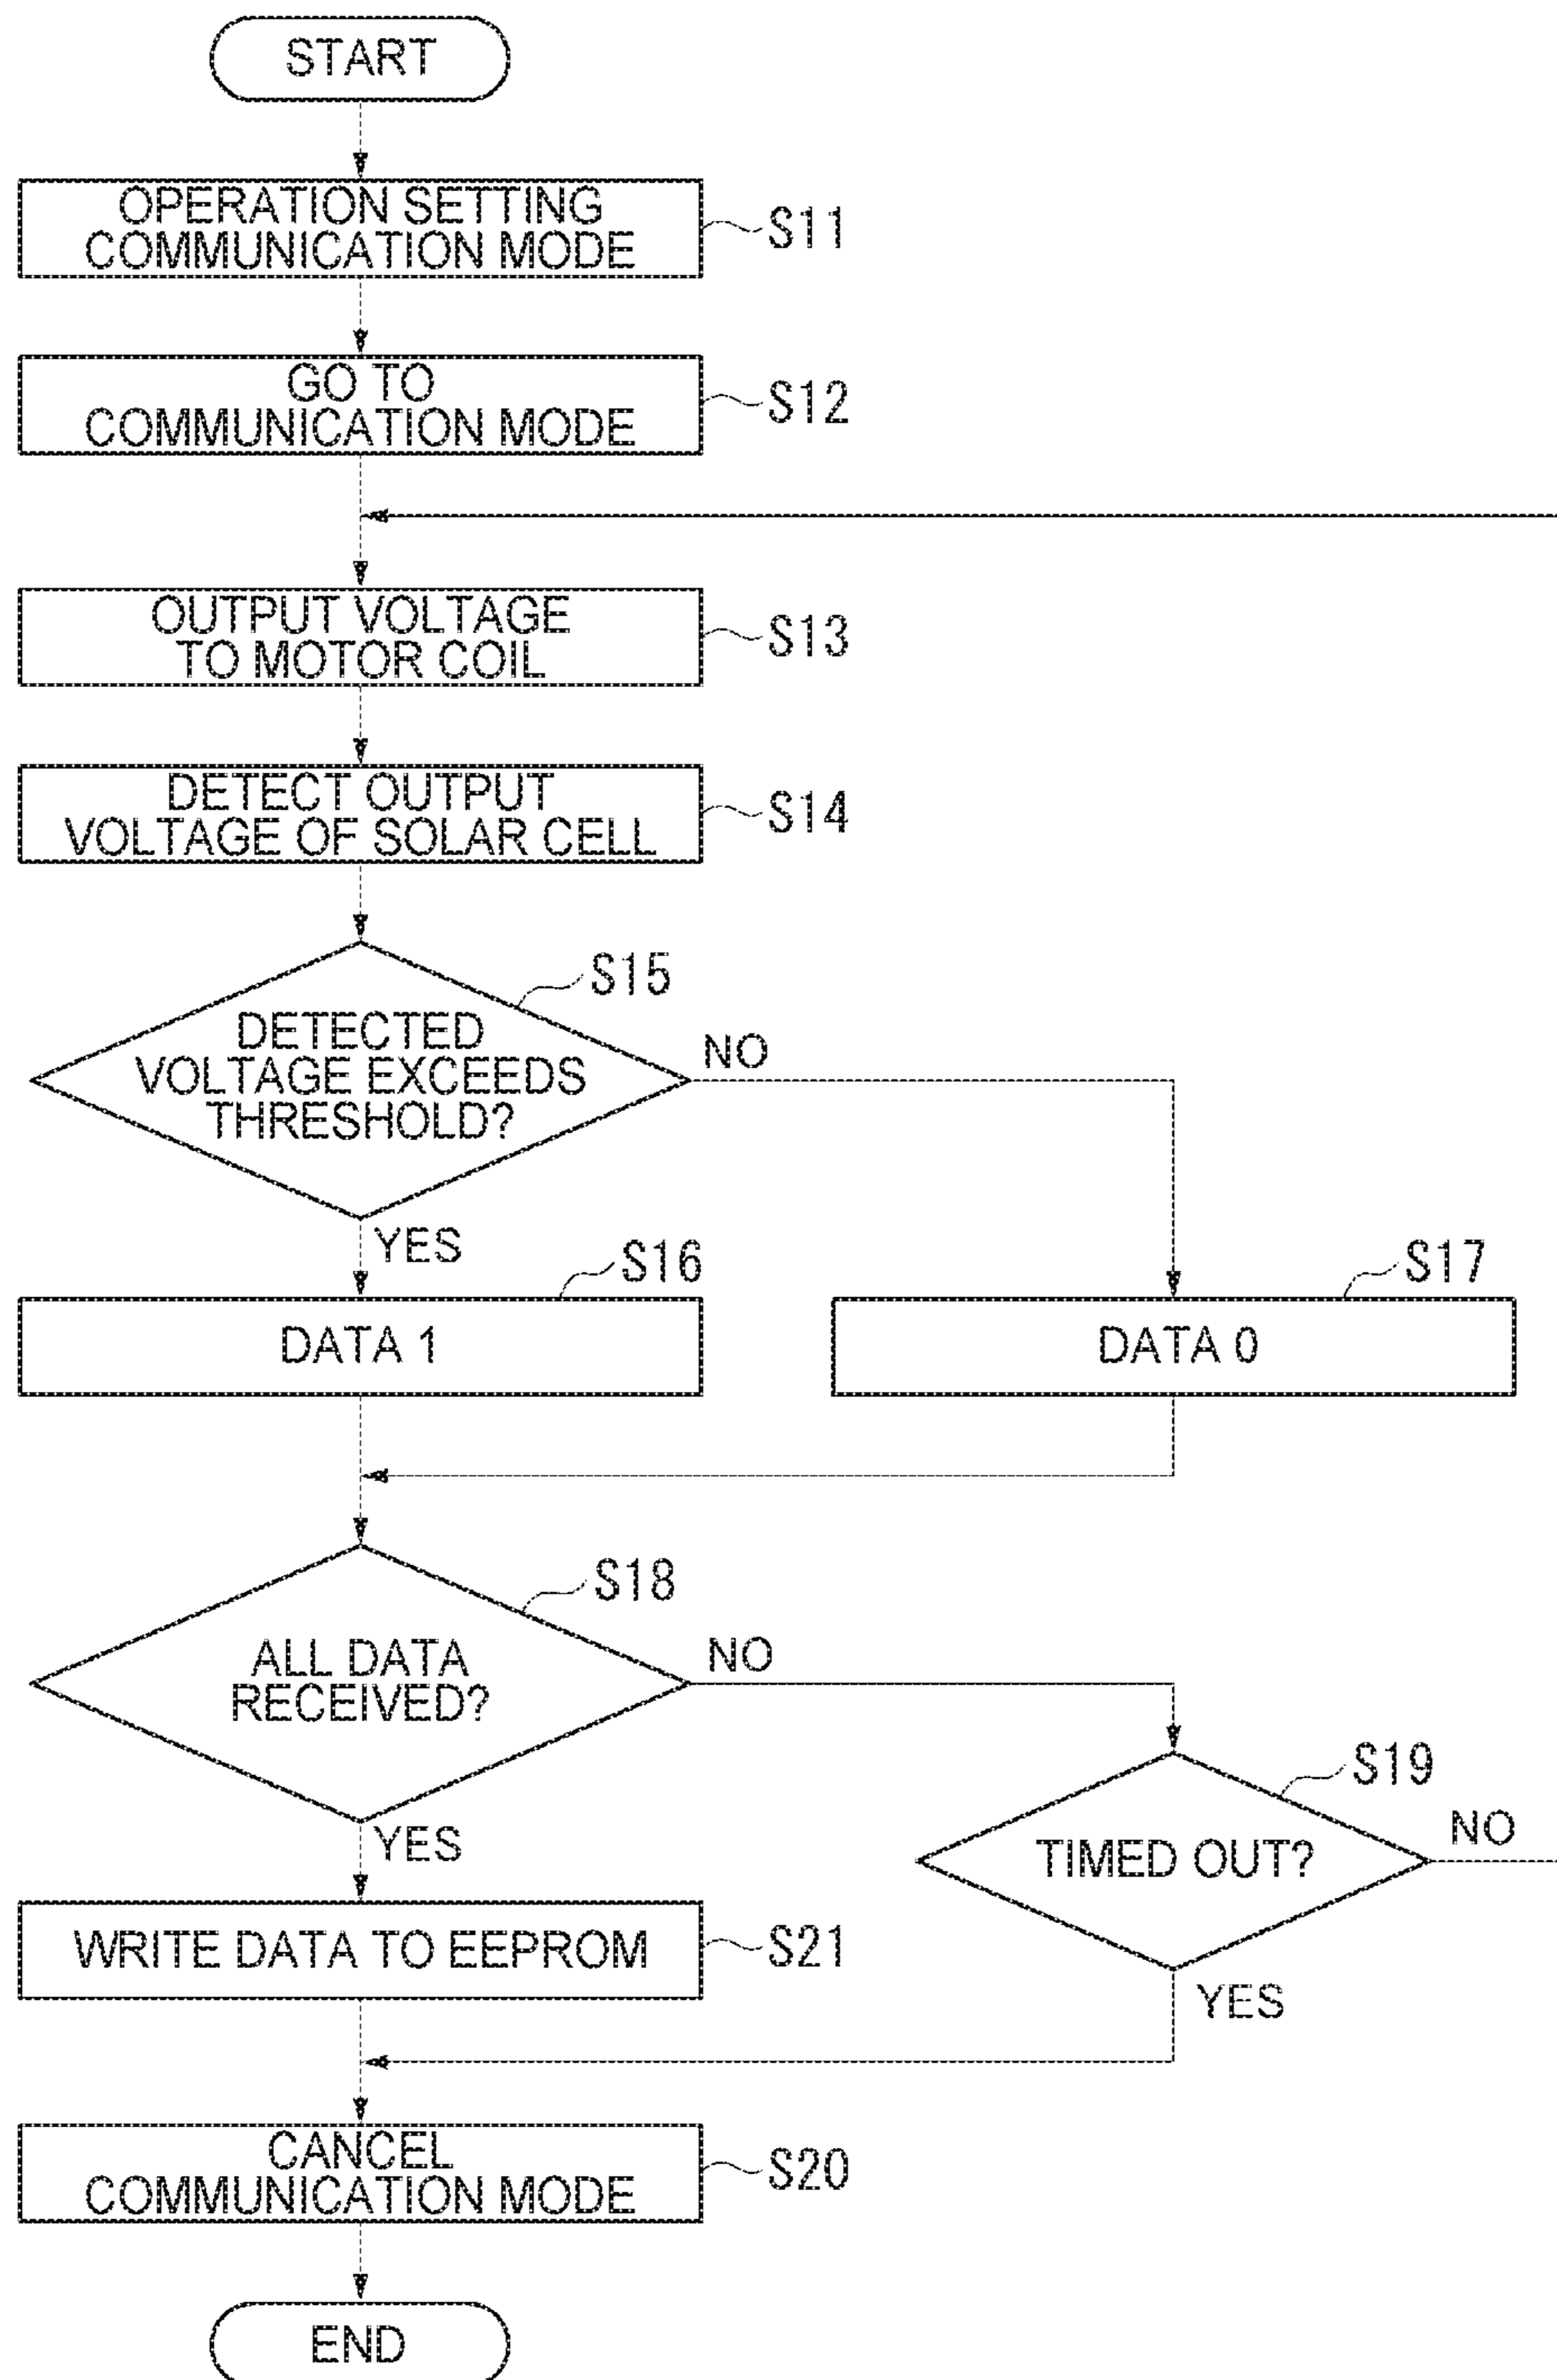 START
OPERATION SETTING
COMMUNICATION MODE
S11
GO TO
COMMUNICATION MODE
S12
OUTPUT VOLTAGE
TO MOTOR COIL
S13
DETECT OUTPUT
VOLTAGE OF SOLAR CELL
S14
S15
DETECTED
VOLTAGE EXCEEDS
THRESHOLD?
NO
YES
S16
S17
DATA 1
DATA 0
S18
ALL DATA
RECEIVED?
NO
YES
S19
TIMED OUT?
NO
YES
WRITE DATA TO EEPROM
S21
CANCEL
COMMUNICATION MODE
S20
END